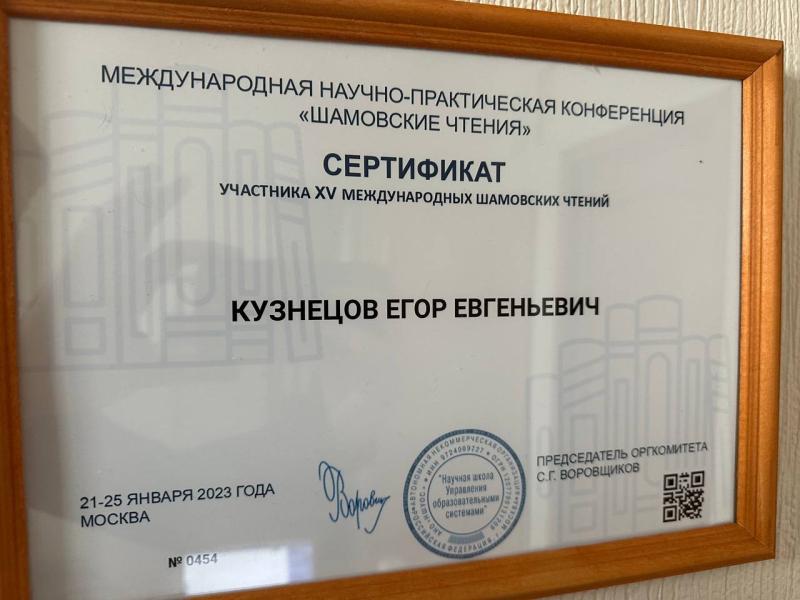 МЕЖДУНАРОДНАЯ НАУЧНО-ПРАКТИЧЕСКАЯ КОНФЕРЕНЦИЯ
«ШАМОВСКИЕ ЧТЕНИЯ»
СЕРТИФИКАТ
УЧАСТНИКА XV МЕЖДУНАРОДНЫХ ШАМОВСКИХ ЧТЕНИЙ
КУЗНЕЦОВ ЕГОР ЕВГЕНЬЕВИЧ
21-25 ЯНВАРЯ 2023 ГОДА
МОСКВА
№ 0454
"Научная школа
Управления
образовательными
системами"
ПРЕДСЕДАТЕЛЬ ОРГКОМИТЕТА
С.Г. ВОРОВЩИКОВ